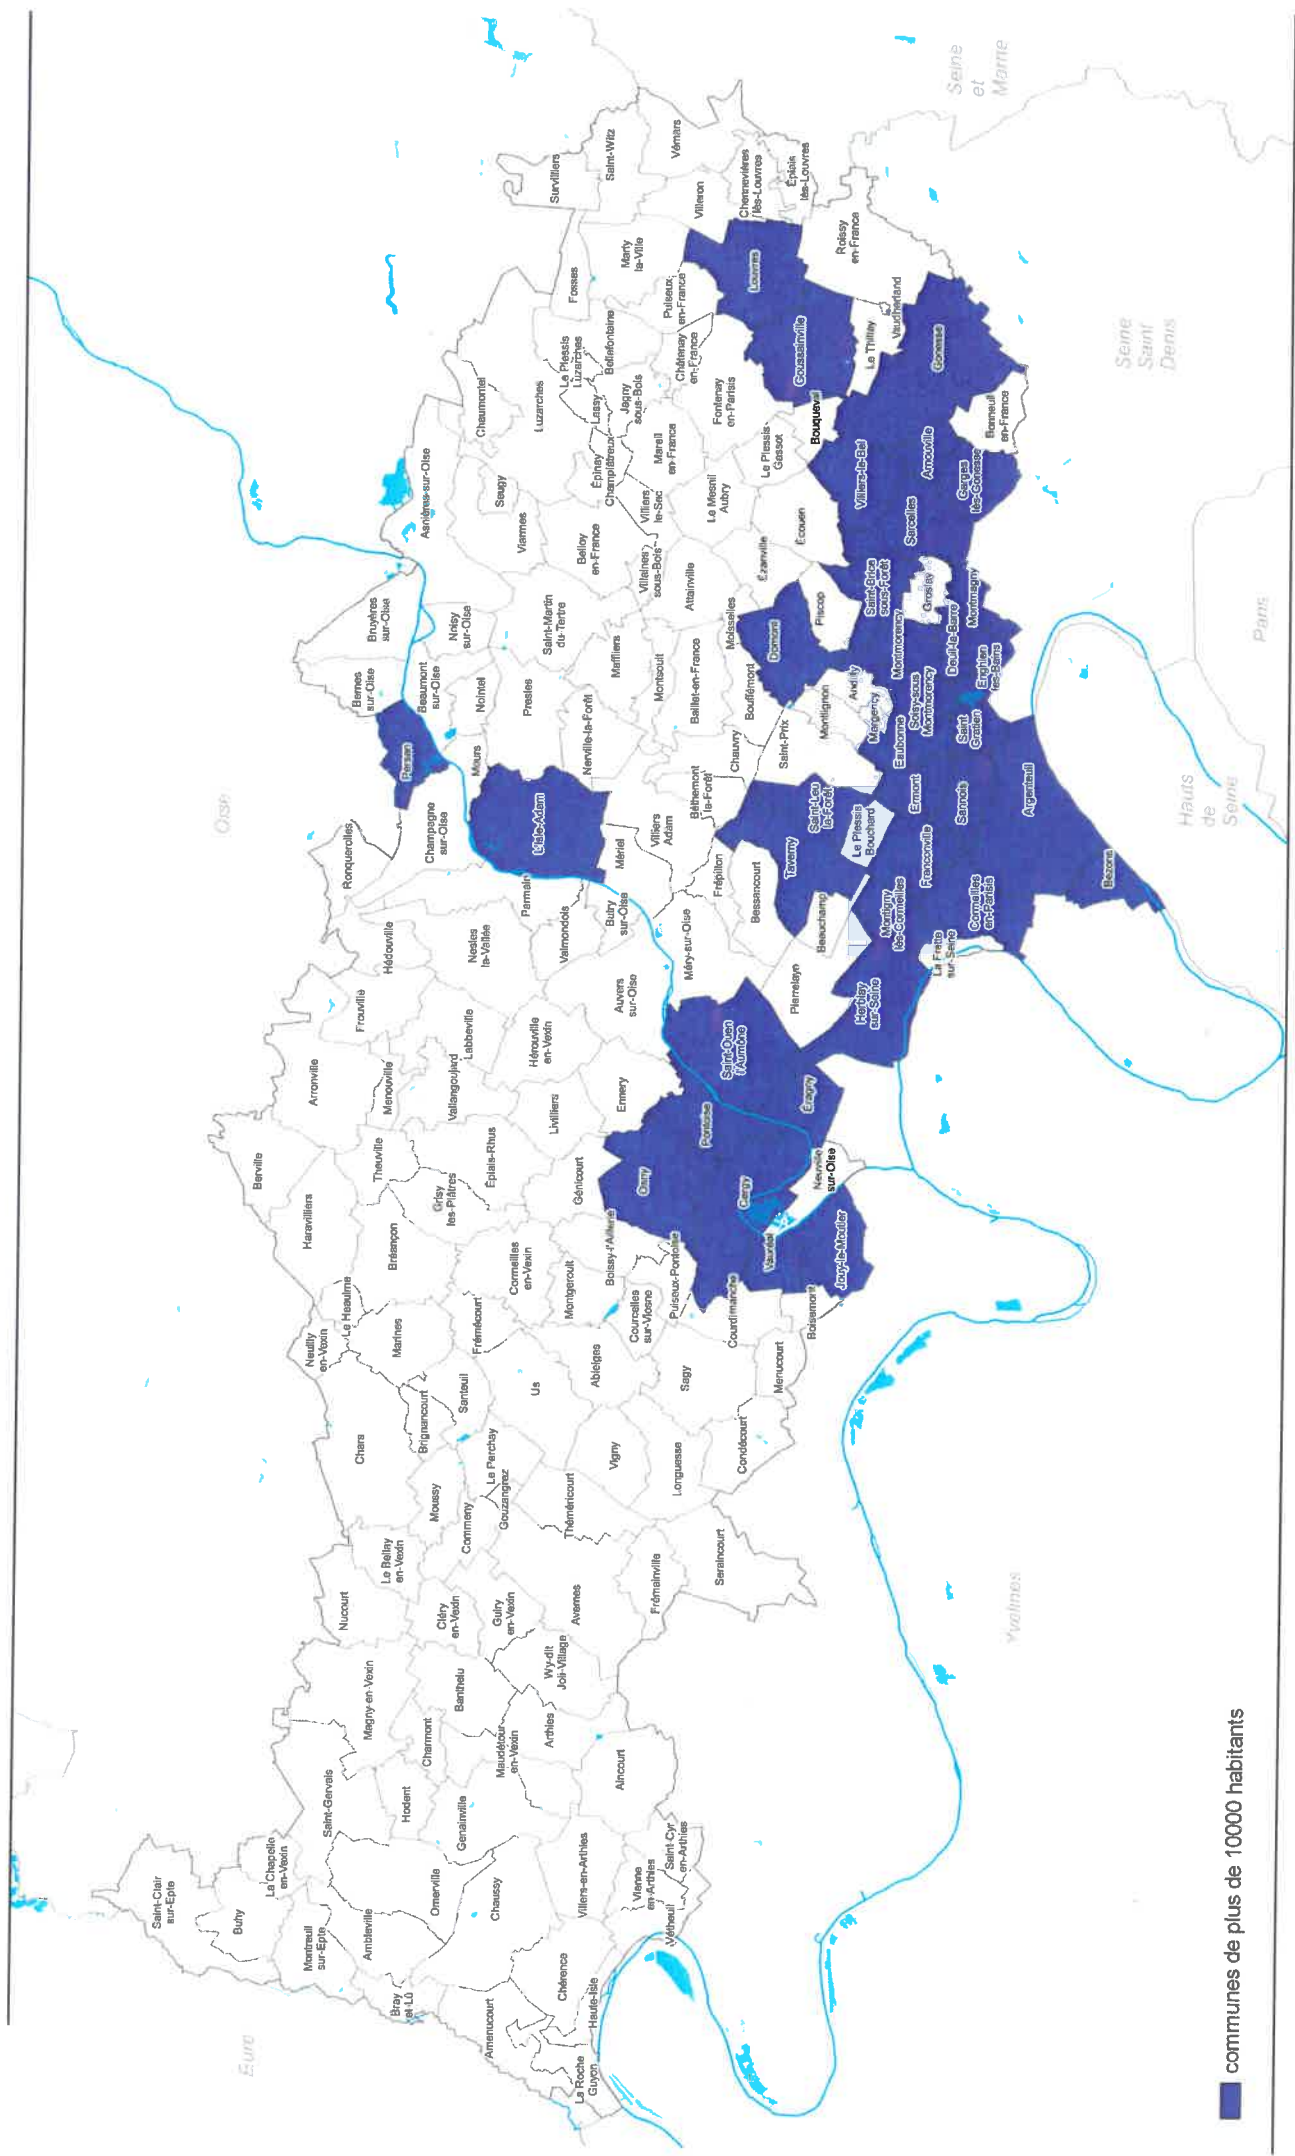 Eure
Oise
Seine
et
Marne
Seine
Saint
Denis
Paris
Hauts
de
Seine
Yvelines
Saint-Clair
sur-Epte
Buhy
La Chapelle
en-Vexin
Montreuil
sur-Epte
Saint-Gervais
Ambleville
Bray
et-Lû
Omerville
Hodent
Magny-en-Vexin
Charmont
Genainville
Banthelu
Chaussy
Amenucourt
Maudétour
en-Vexin
Arthies
Wy-dit
Joli-Village
Chérence
Villers-en-Arthies
Haute-Isle
La Roche
Guyon
Vienne
en-Arthies
Saint-Cyr
en-Arthies
Vétheuil
Aincourt
Nucourt
Le Bellay
en-Vexin
Cléry
en-Vexin
Guiry
en-Vexin
Avernes
Frémainville
Seraincourt
Chars
Moussy
Commeny
Gouzangrez
Le Perchay
Théméricourt
Vigny
Longuesse
Condécourt
Brignancourt
Santeuil
Us
Ableiges
Sagy
Menucourt
Neuilly
en-Vexin
Le Heaulme
Marines
Frémécourt
Cormeilles
en-Vexin
Montgeroult
Courcelles
sur-Viosne
Boissy-l'Aillerie
Puiseux-Pontoise
Courdimanche
Boisemont
Bréançon
Haravilliers
Berville
Theuville
Grisy
les-Plâtres
Épiais-Rhus
Génicourt
Osny
Cergy
Vauréal
Jouy-le-Moutier
Neuville
sur-Oise
Pontoise
Éragny
Saint-Ouen
l'Aumône
Arronville
Menouville
Vallangoujard
Labbeville
Frouville
Hédouville
Livilliers
Hérouville
en-Vexin
Ennery
Auvers
sur-Oise
Nesles
la-Vallée
Valmondois
Butry
sur-Oise
Parmain
Ronquerolles
Champagne
sur-Oise
Persan
L'Isle-Adam
Mériel
Villiers
Adam
Méry-sur-Oise
Frépillon
Béthemont
la-Forêt
Bessancourt
Taverny
Beauchamp
Pierrelaye
Herblay
sur-Seine
Montigny
lès-Cormeilles
La Frette
sur-Seine
Cormeilles
en-Parisis
Franconville
Le Plessis
Bouchard
Saint-Leu
la-Forêt
Ermont
Sannois
Argenteuil
Bezons
Bernes
sur-Oise
Bruyères
sur-Oise
Beaumont
sur-Oise
Mours
Nointel
Noisy
sur-Oise
Presles
Nerville-la-Forêt
Saint-Martin
du-Tertre
Maffliers
Montsoult
Baillet-en-France
Chauvry
Bouffémont
Moisselles
Domont
Saint-Prix
Montlignon
Andilly
Margency
Eaubonne
Soisy-sous
Montmorency
Montmorency
Saint
Gratien
Enghien
les-Bains
Deuil-la-Barre
Montmagny
Groslay
Saint-Brice
sous-Forêt
Piscop
Ézanville
Écouen
Attainville
Villaines
sous-Bois
Villiers
le-Sec
Belloy
en-France
Viarmes
Seugy
Asnières-sur-Oise
Chaumontel
Luzarches
Le Plessis
Luzarches
Lassy
Épinay
Champlâtreux
Jagny
sous-Bois
Bellefontaine
Mareil
en-France
Le Mesnil
Aubry
Fontenay
en-Parisis
Châtenay
en-France
Puiseux
en-France
Le Plessis
Gassot
Bouqueval
Villiers-le-Bel
Sarcelles
Arnouville
Garges
lès-Gonesse
Bonneuil
en-France
Gonesse
Le Thillay
Vaudherland
Roissy
en-France
Goussainville
Louvres
Fosses
Marly
la-Ville
Survilliers
Saint-Witz
Vémars
Villeron
Chennevières
lès-Louvres
Épiais
lès-Louvres
communes de plus de 10000 habitants